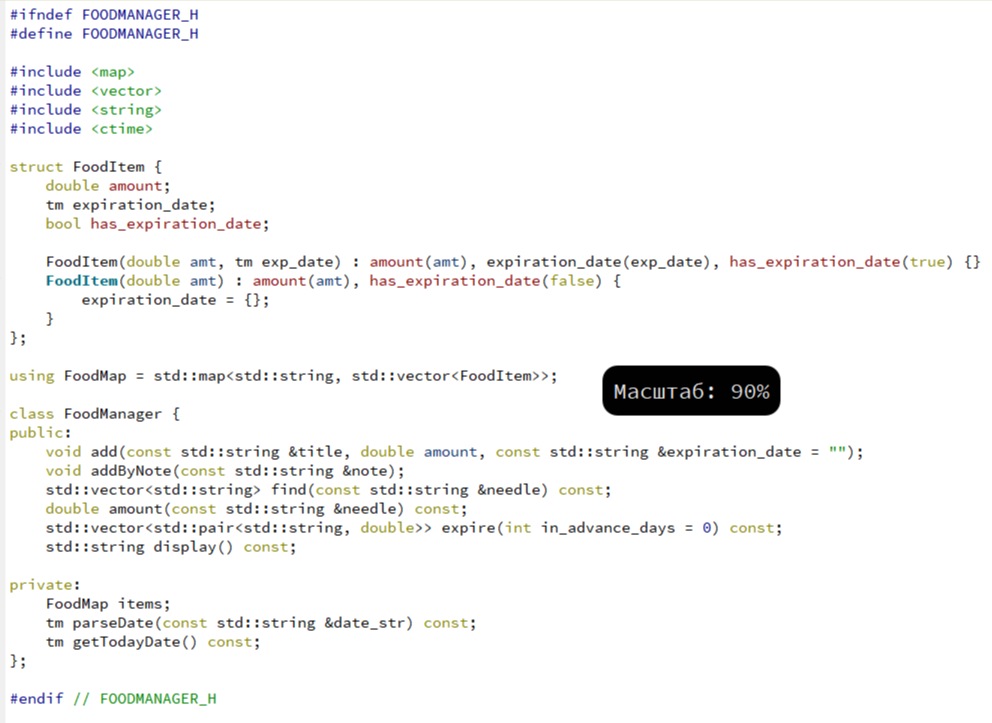 #ifndef FOODMANAGER_H
#define FOODMANAGER_H
#include <map>
#include <vector>
#include <string>
#include <ctime>
struct FoodItem {
    double amount;
    tm expiration_date;
    bool has_expiration_date;
    FoodItem(double amt, tm exp_date) : amount(amt), expiration_date(exp_date), has_expiration_date(true) {}
    FoodItem(double amt) : amount(amt), has_expiration_date(false) {
        expiration_date = {};
    }
};
using FoodMap = std::map<std::string, std::vector<FoodItem>>;
Масштаб: 90%
class FoodManager {
public:
    void add(const std::string &title, double amount, const std::string &expiration_date = "");
    void addByNote(const std::string &note);
    std::vector<std::string> find(const std::string &needle) const;
    double amount(const std::string &needle) const;
    std::vector<std::pair<std::string, double>> expire(int in_advance_days = 0) const;
    std::string display() const;
private:
    FoodMap items;
    tm parseDate(const std::string &date_str) const;
    tm getTodayDate() const;
};
#endif // FOODMANAGER_H